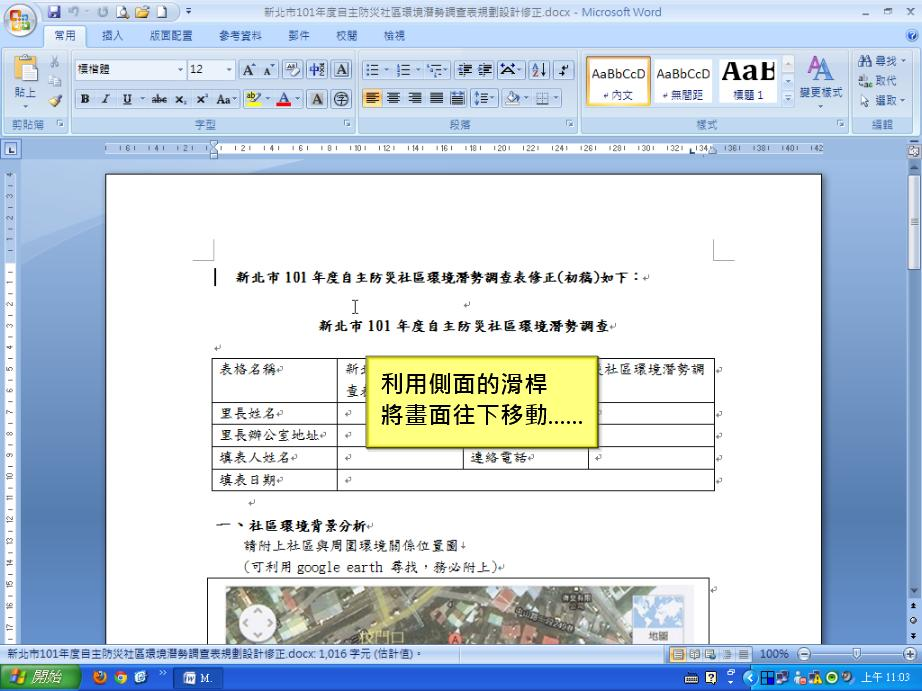 新北市101年度自主防災社區環境潛勢調查表規劃設計修正.docx - Microsoft Word
常用 插入 版面配置 參考資料 郵件 校閱 檢視
標楷體 12
貼上
B I U abc x₂ x² Aa
AaBbCcD AaBbCcD AaB
內文 無間距 標題 1
變更樣式
尋找
取代
選取
剪貼簿 字型 段落 樣式 編輯
新北市 101 年度自主防災社區環境潛勢調查表修正(初稿)如下：
新北市 101 年度自主防災社區環境潛勢調查
表格名稱
社區環境潛勢調
里長姓名
里長辦公室地址
填表人姓名 連絡電話
填表日期
利用側面的滑桿
將畫面往下移動......
一、社區環境背景分析
請附上社區與周圍環境關係位置圖
(可利用 google earth 尋找，務必附上)
校門口
地圖
新北市101年度自主防災社區環境潛勢調查表規劃設計修正.docx: 1,016 字元 (估計值)。
100%
開始 M. 上午 11:03